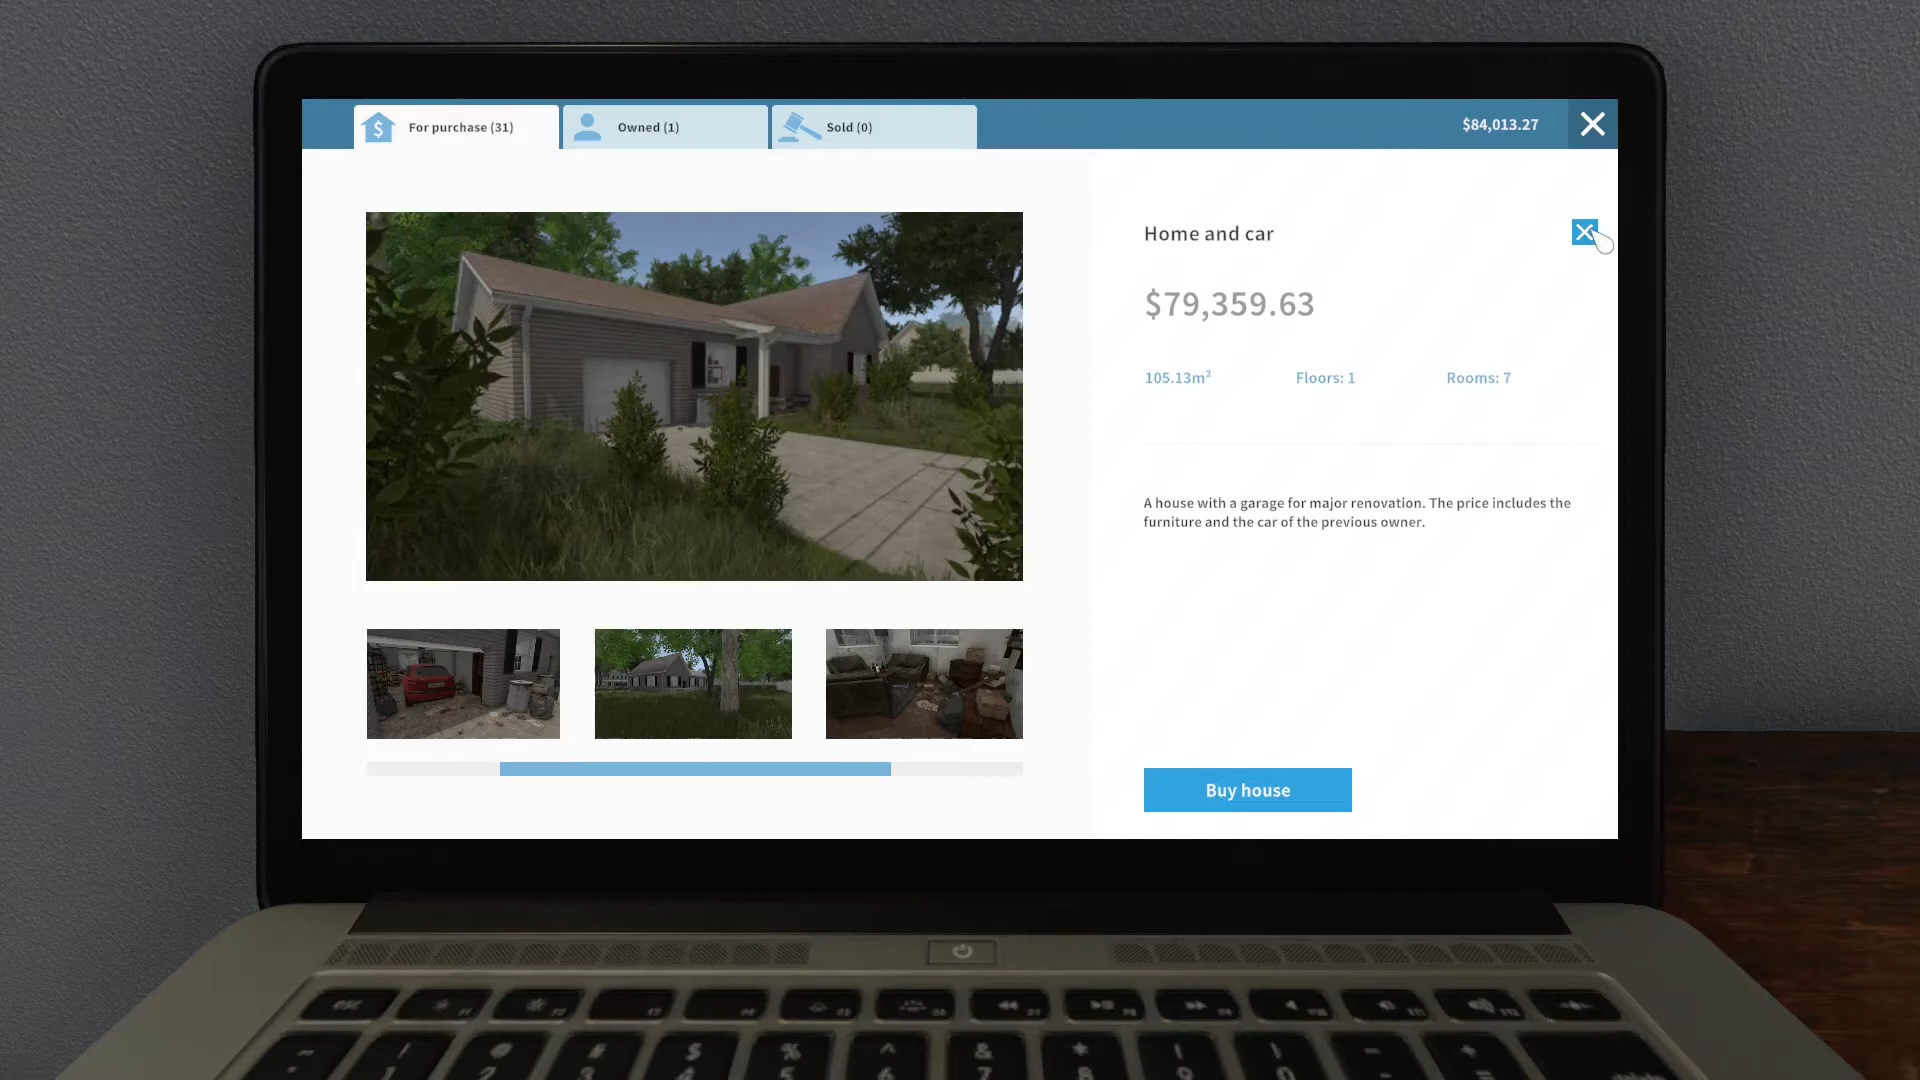 For purchase (31)
Owned (1)
Sold (0)
$84,013.27
Home and car
$79,359.63
105.13m²
Floors: 1
Rooms: 7
A house with a garage for major renovation. The price includes the
furniture and the car of the previous owner.
Buy house
esc